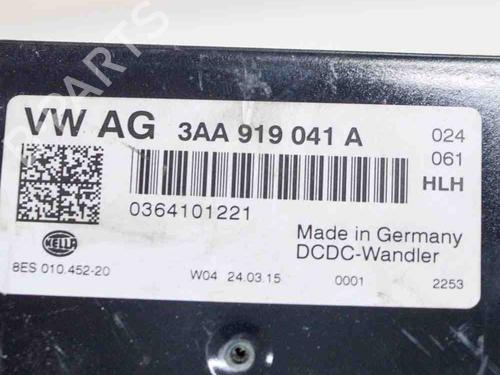 VW AG 3AA 919 041 A 024
061
HLH
0364101221
Made in Germany
DCDC-Wandler
HELLA
8ES 010.452-20 W04 24.03.15 0001 2253